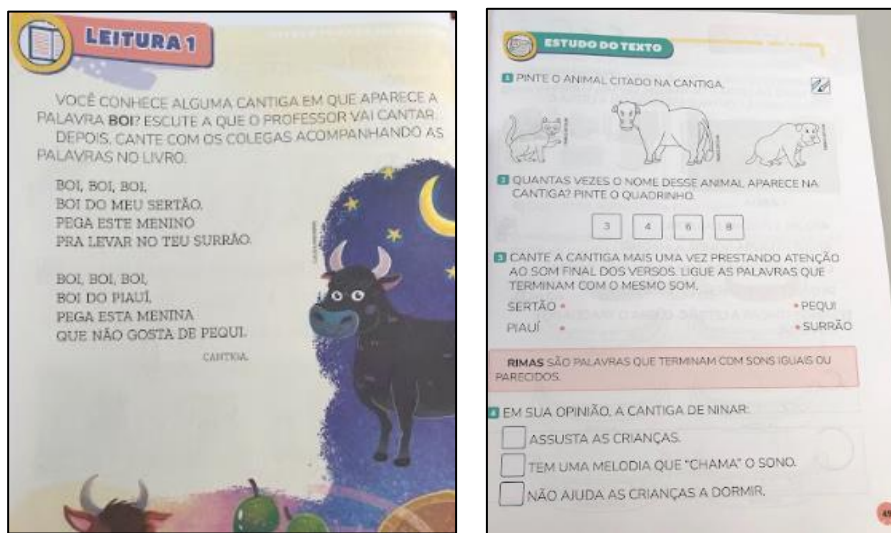 LEITURA 1
VOCÊ CONHECE ALGUMA CANTIGA EM QUE APARECE A
PALAVRA BOI? ESCUTE A QUE O PROFESSOR VAI CANTAR.
DEPOIS, CANTE COM OS COLEGAS ACOMPANHANDO AS
PALAVRAS NO LIVRO.
BOI, BOI, BOI,
BOI DO MEU SERTÃO,
PEGA ESTE MENINO
PRA LEVAR NO TEU SURRÃO.
BOI, BOI, BOI,
BOI DO PIAUÍ,
PEGA ESTA MENINA
QUE NÃO GOSTA DE PEQUI.
CANTIGA.
ESTUDO DO TEXTO
1 PINTE O ANIMAL CITADO NA CANTIGA.
2 QUANTAS VEZES O NOME DESSE ANIMAL APARECE NA
CANTIGA? PINTE O QUADRINHO.
3 4 6 8
3 CANTE A CANTIGA MAIS UMA VEZ PRESTANDO ATENÇÃO
AO SOM FINAL DOS VERSOS. LIGUE AS PALAVRAS QUE
TERMINAM COM O MESMO SOM.
SERTÃO • • PEQUI
PIAUÍ • • SURRÃO
RIMAS SÃO PALAVRAS QUE TERMINAM COM SONS IGUAIS OU
PARECIDOS.
4 EM SUA OPINIÃO, A CANTIGA DE NINAR:
ASSUSTA AS CRIANÇAS.
TEM UMA MELODIA QUE "CHAMA" O SONO.
NÃO AJUDA AS CRIANÇAS A DORMIR.